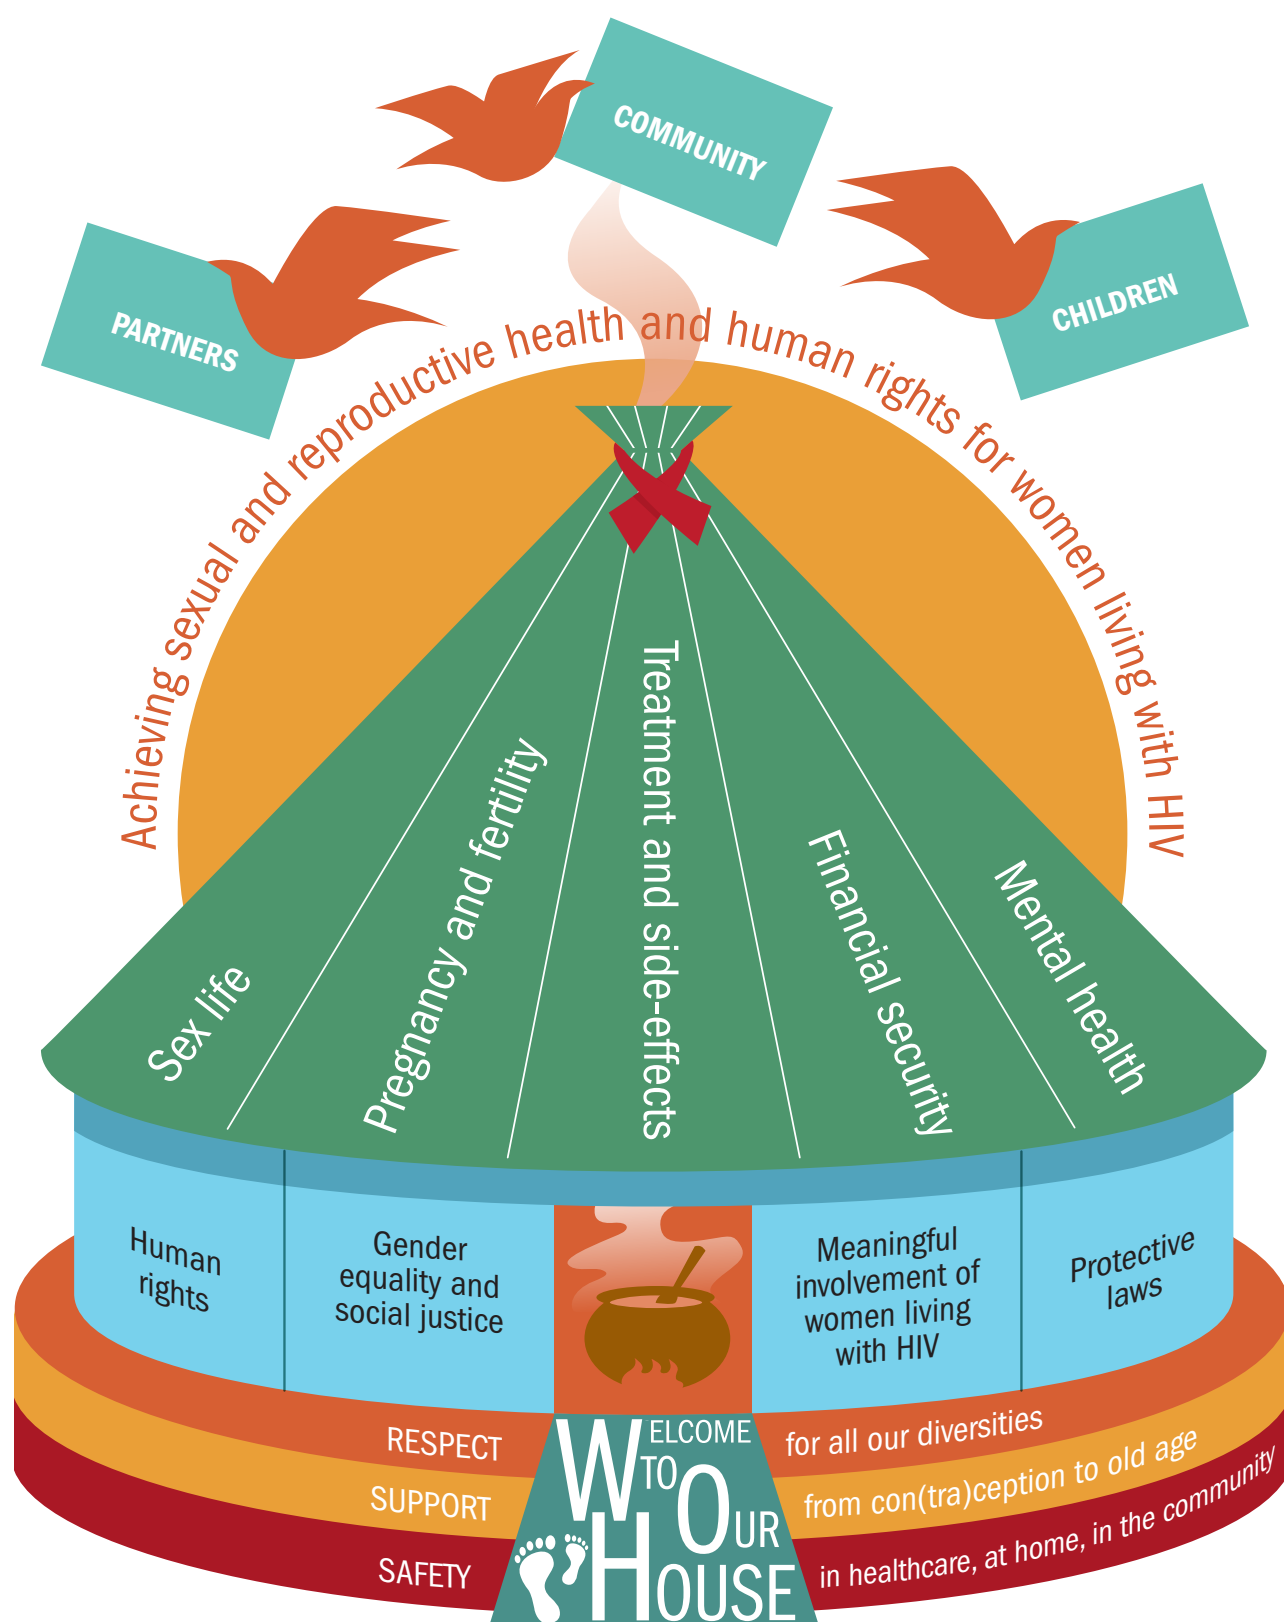 COMMUNITY
PARTNERS
CHILDREN
Achieving sexual and reproductive health and human rights for women living with HIV
Sex life
Pregnancy and fertility
Treatment and side-effects
Financial security
Mental health
Human
rights
Gender
equality and
social justice
Meaningful
involvement of
women living
with HIV
Protective
laws
RESPECT
for all our diversities
SUPPORT
from con(tra)ception to old age
SAFETY
in healthcare, at home, in the community
WELCOME
TO
OUR
HOUSE